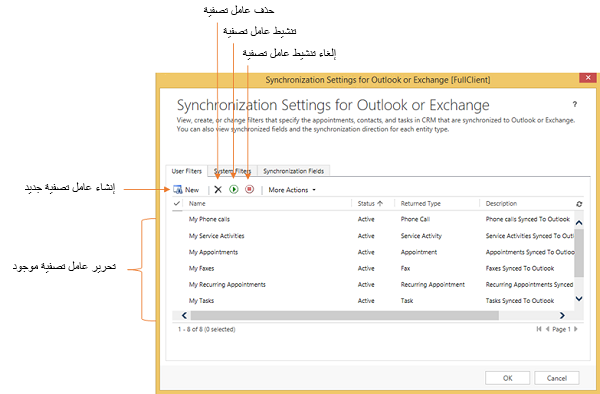 حذف عامل تصفية
تنشيط عامل تصفية
إلغاء تنشيط عامل تصفية
Synchronization Settings for Outlook or Exchange [FullClient]
Synchronization Settings for Outlook or Exchange
?
View, create, or change filters that specify the appointments, contacts, and tasks in CRM that are synchronized to Outlook or Exchange.
You can also view synchronized fields and the synchronization direction for each entity type.
User Filters System Filters Synchronization Fields
إنشاء عامل تصفية جديد
New More Actions
Name Status Returned Type Description
My Phone calls Active Phone Call Phone calls Synced To Outlook
My Service Activities Active Service Activity Service Activities Synced To Outl
My Appointments Active Appointment Appointments Synced To Outlook
تحرير عامل تصفية موجود
My Faxes Active Fax Faxes Synced To Outlook
My Recurring Appointments Active Recurring Appointment Recurring Appointments Synced
My Tasks Active Task Tasks Synced To Outlook
1 - 8 of 8 (0 selected) Page 1
OK Cancel